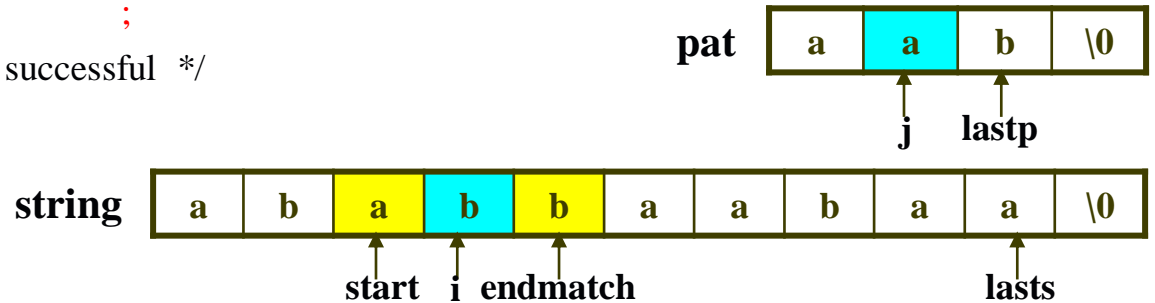 ;
successful */
pat a a b \0
j lastp
string a b a b b a a b a a \0
start i endmatch lasts